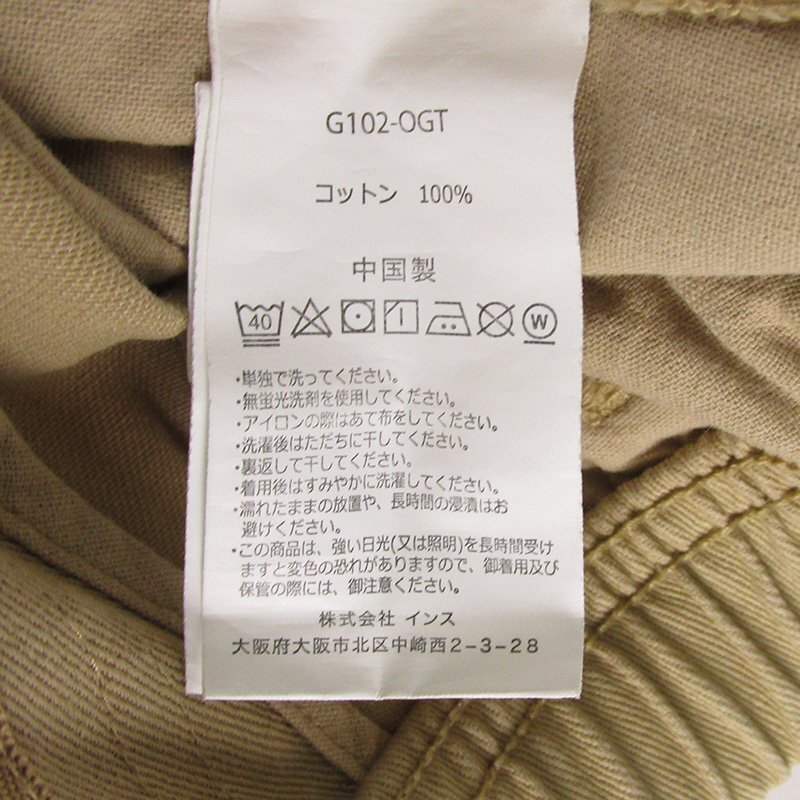 G102-OGT
コットン 100%
中国製
40 W
・単独で洗ってください。
・無蛍光洗剤を使用してください。
・アイロンの際はあて布をしてください。
・洗濯後はただちに干してください。
・裏返して干してください。
・着用後はすみやかに洗濯してください。
・濡れたままの放置や、長時間の浸漬はお
避けください。
・この商品は、強い日光(又は照明)を長時間受け
ますと変色の恐れがありますので、御着用及び
保管の際には、御注意ください。
株式会社 インス
大阪府大阪市北区中崎西2-3-28